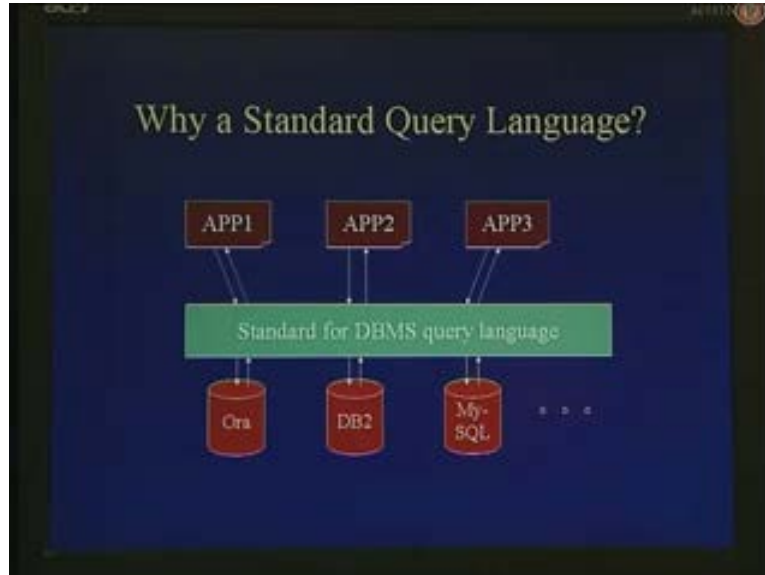 Why a Standard Query Language?
APP1
APP2
APP3
Standard for DBMS query language
Ora
DB2
My-
SQL